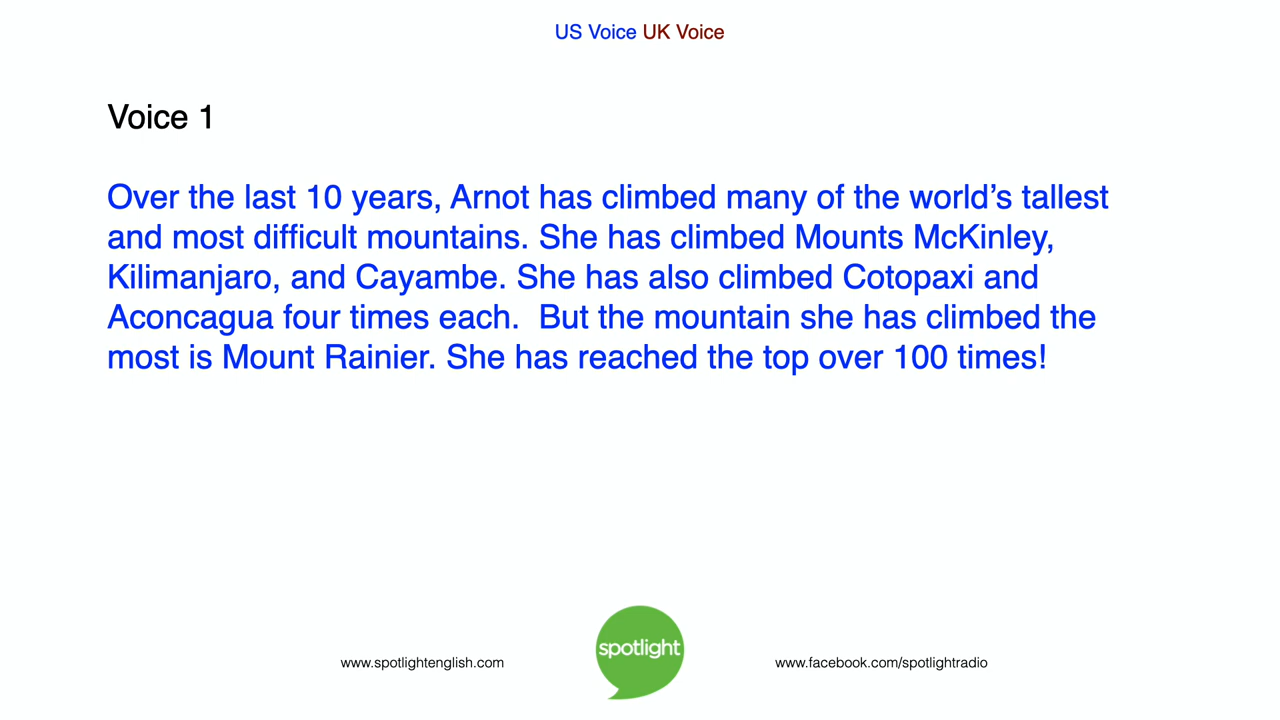 US Voice UK Voice
Voice 1
Over the last 10 years, Arnot has climbed many of the world’s tallest
and most difficult mountains. She has climbed Mounts McKinley,
Kilimanjaro, and Cayambe. She has also climbed Cotopaxi and
Aconcagua four times each.  But the mountain she has climbed the
most is Mount Rainier. She has reached the top over 100 times!
spotlight
www.spotlightenglish.com
www.facebook.com/spotlightradio